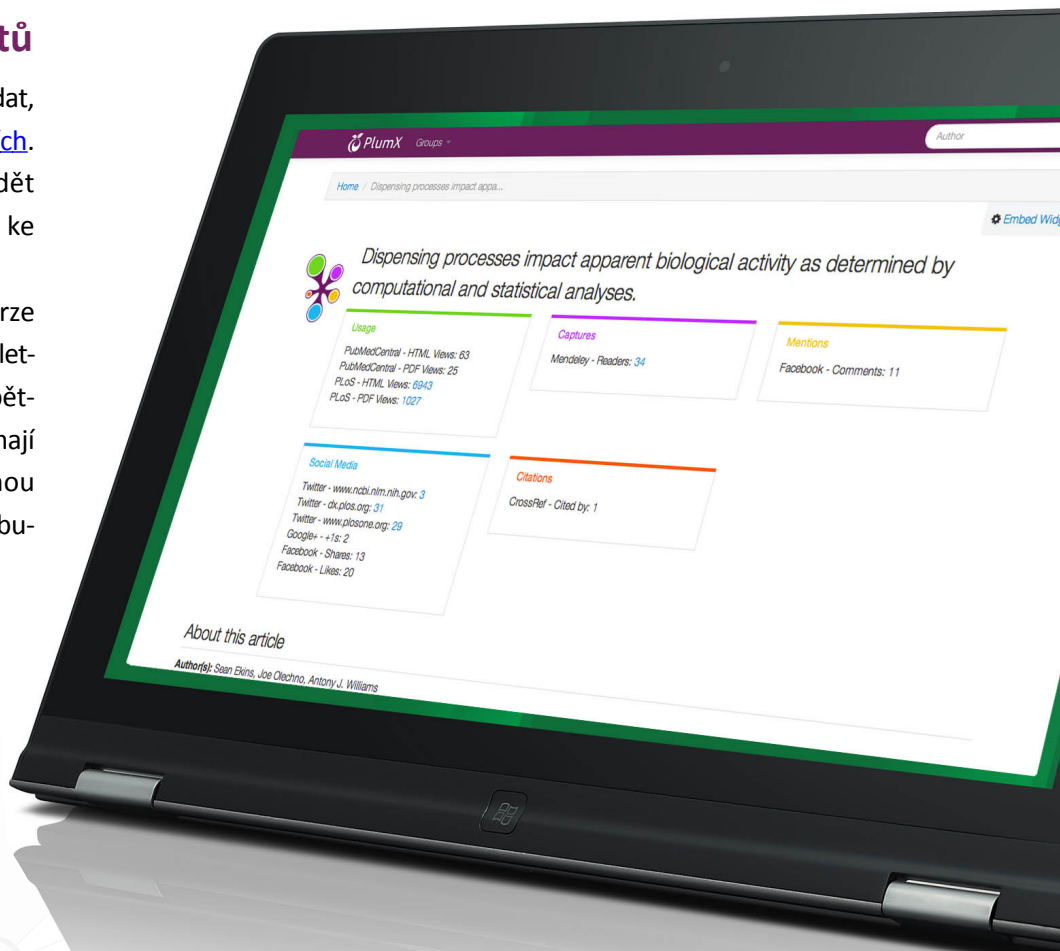 tů
dat,
ích.
dět
ke
rze
let-
pět-
nají
nou
bu-
PlumX Groups
Author
Home / Dispensing processes impact appa...
Embed Widg
Dispensing processes impact apparent biological activity as determined by
computational and statistical analyses.
Usage
PubMedCentral - HTML Views: 63
PubMedCentral - PDF Views: 25
PLoS - HTML Views: 6943
PLoS - PDF Views: 1027
Captures
Mendeley - Readers: 34
Mentions
Facebook - Comments: 11
Social Media
Twitter - www.ncbi.nlm.nih.gov: 3
Twitter - dx.plos.org: 31
Twitter - www.plosone.org: 29
Google+ - +1s: 2
Facebook - Shares: 13
Facebook - Likes: 20
Citations
CrossRef - Cited by: 1
About this article
Author(s): Sean Ekins, Joe Olechno, Antony J. Williams